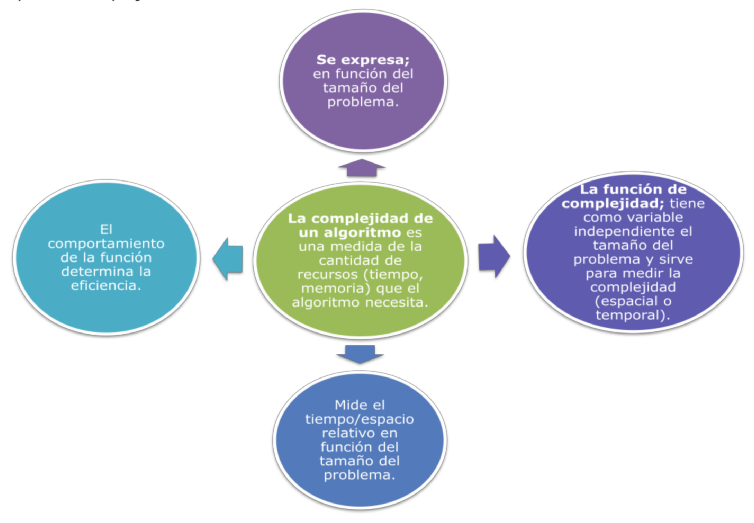 Se expresa;
en función del
tamaño del
problema.
La complejidad de
un algoritmo es
una medida de la
cantidad de
recursos (tiempo,
memoria) que el
algoritmo necesita.
La función de
complejidad; tiene
como variable
independiente el
tamaño del
problema y sirve
para medir la
complejidad
(espacial o
temporal).
Mide el
tiempo/espacio
relativo en
función del
tamaño del
problema.
El
comportamiento
de la función
determina la
eficiencia.